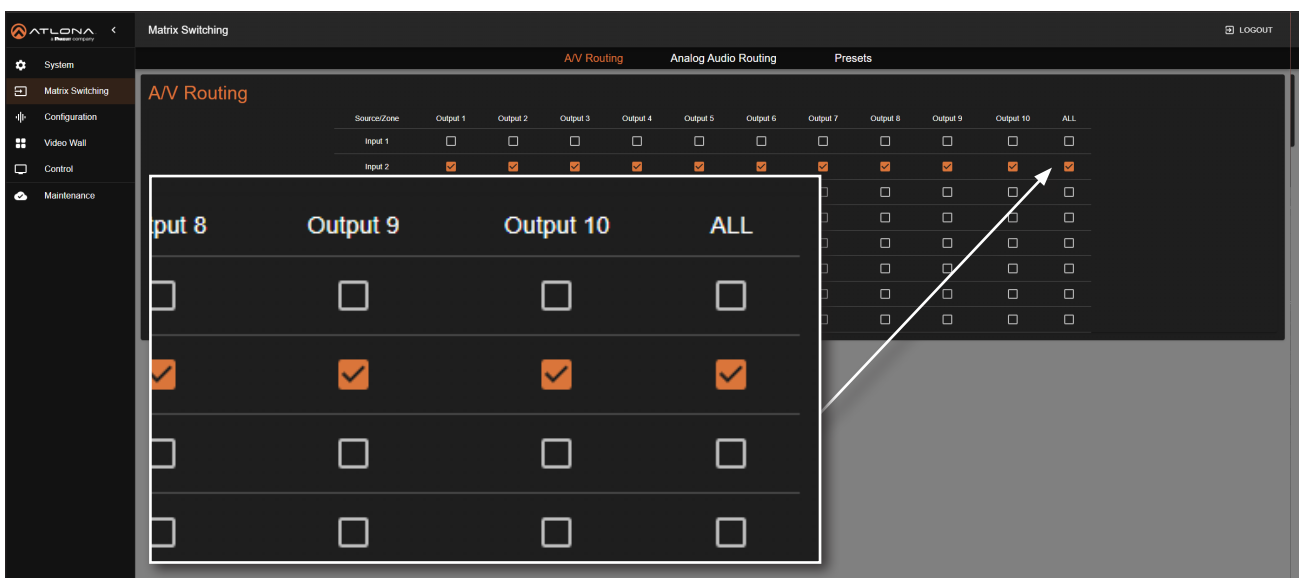 ATLONA
a Panduit company
Matrix Switching
LOGOUT
System
Matrix Switching
Configuration
Video Wall
Control
Maintenance
A/V Routing Analog Audio Routing Presets
A/V Routing
Source/Zone Output 1 Output 2 Output 3 Output 4 Output 5 Output 6 Output 7 Output 8 Output 9 Output 10 ALL
Input 1
Input 2
tput 8 Output 9 Output 10 ALL